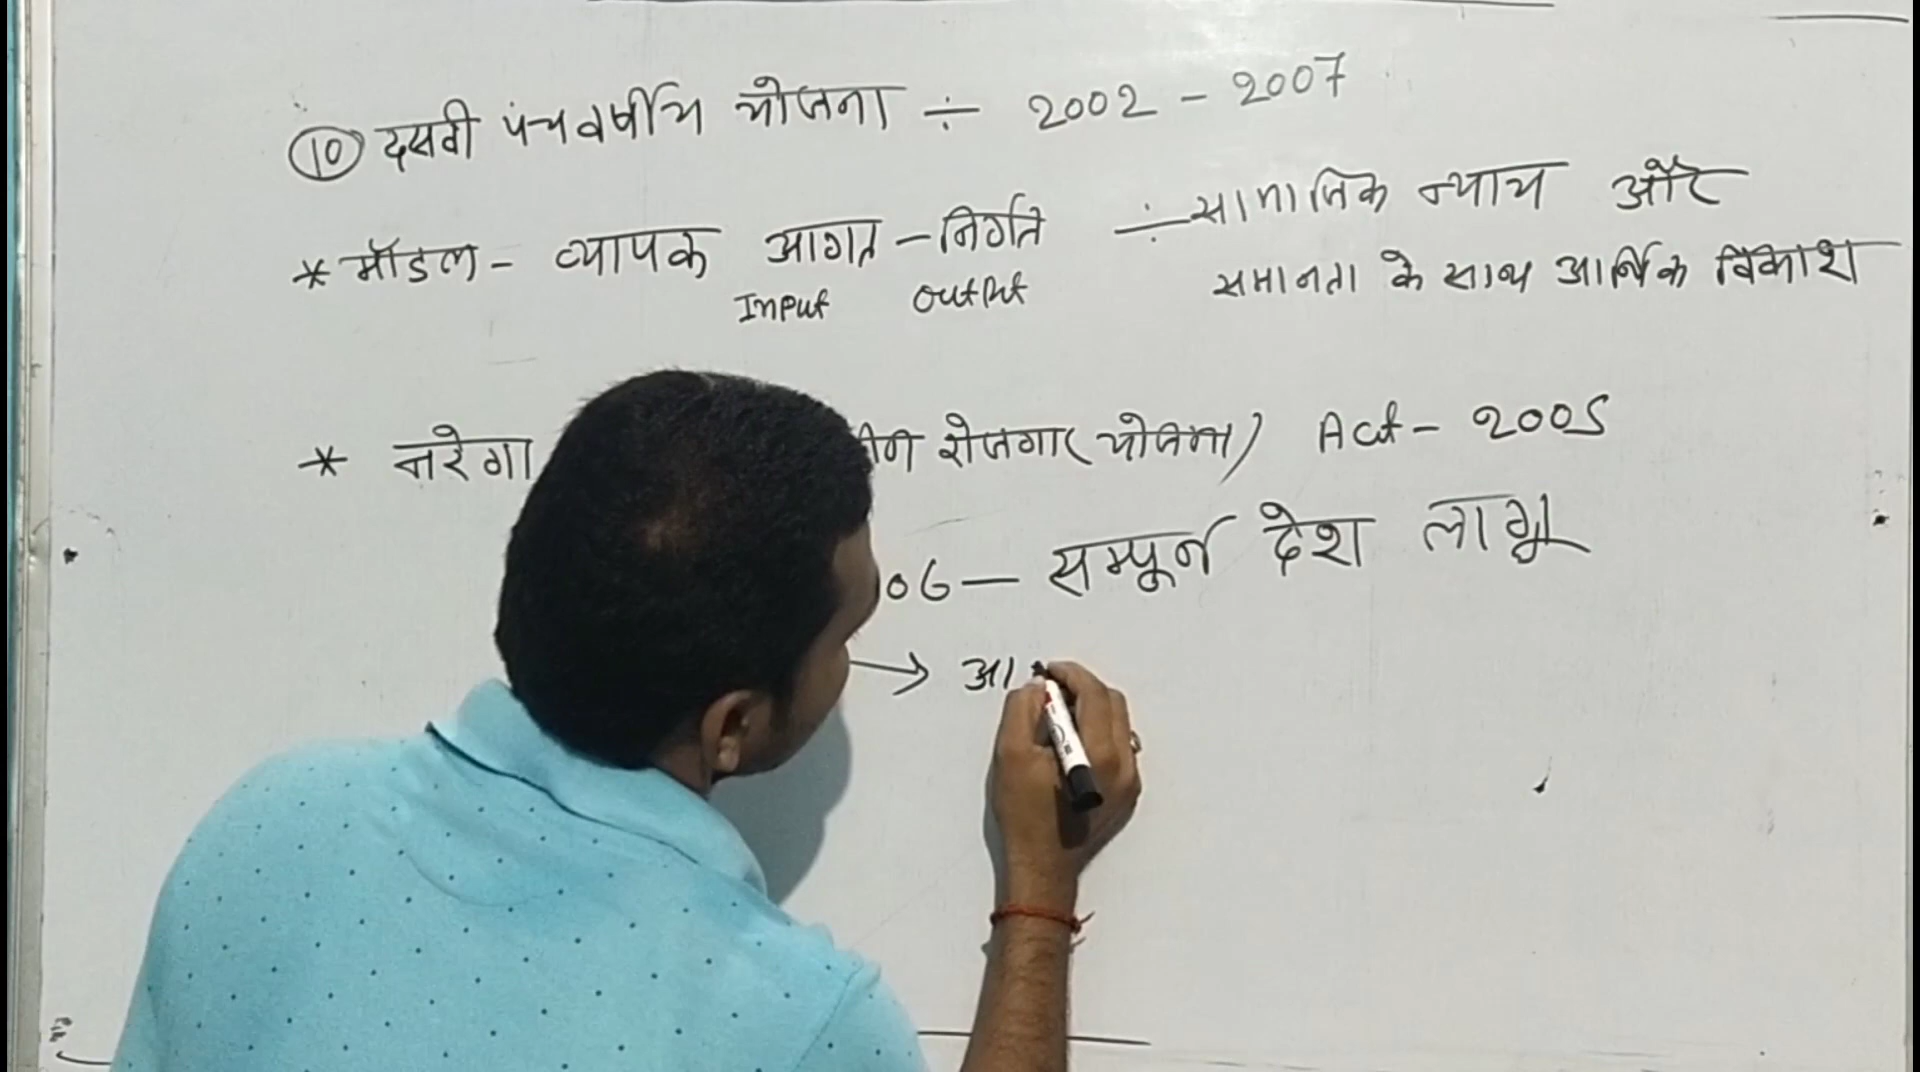 ⑩ दसवी पंचवर्षीय योजना ÷ 2002 - 2007
* मॉडल - व्यापक आगत - निर्गत ÷ सामाजिक न्याय और
Input Output
समानता के साथ आर्थिक विकाश
* नरेगा रोजगार योजना) Act - 2005
06 — सम्पूर्न देश लागू
→ आ